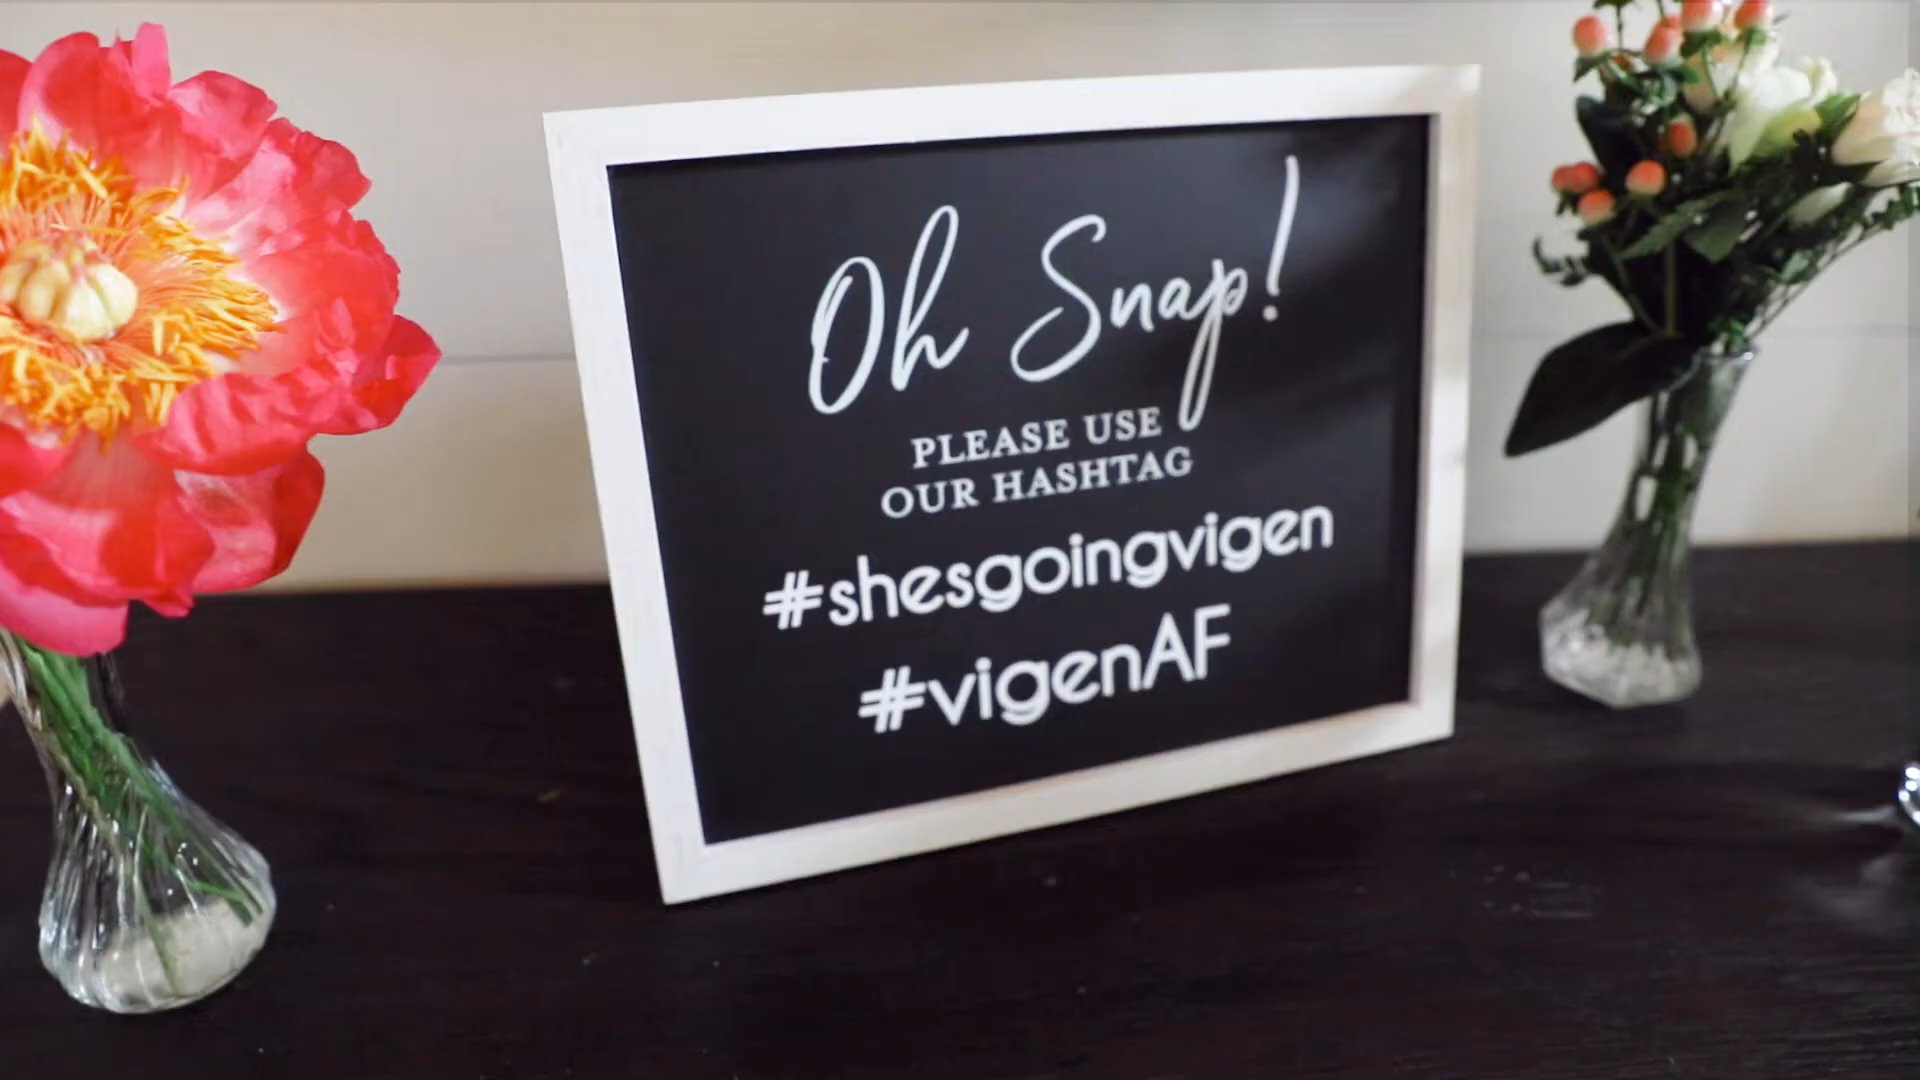 Oh Snap!
PLEASE USE
OUR HASHTAG
#shesgoingvigen
#vigenAF